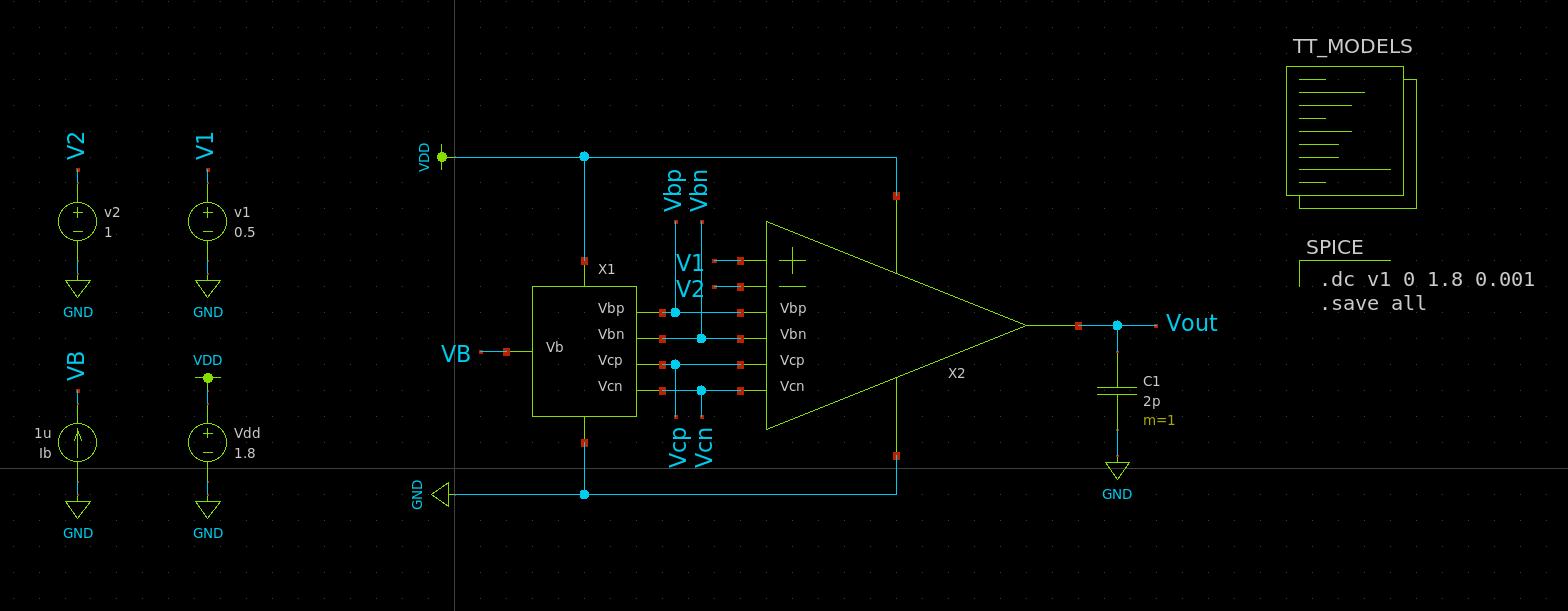 TT_MODELS
V2
V1
VDD
v2
1
v1
0.5
Vbp
Vbn
SPICE
.dc v1 0 1.8 0.001
.save all
V1
V2
X1
GND
GND
Vbp
Vbn
Vcp
Vcn
Vb
VB
Vbp
Vbn
Vcp
Vcn
X2
Vout
VB
VDD
C1
2p
m=1
1u
Ib
Vdd
1.8
Vcp
Vcn
GND
GND
GND
GND